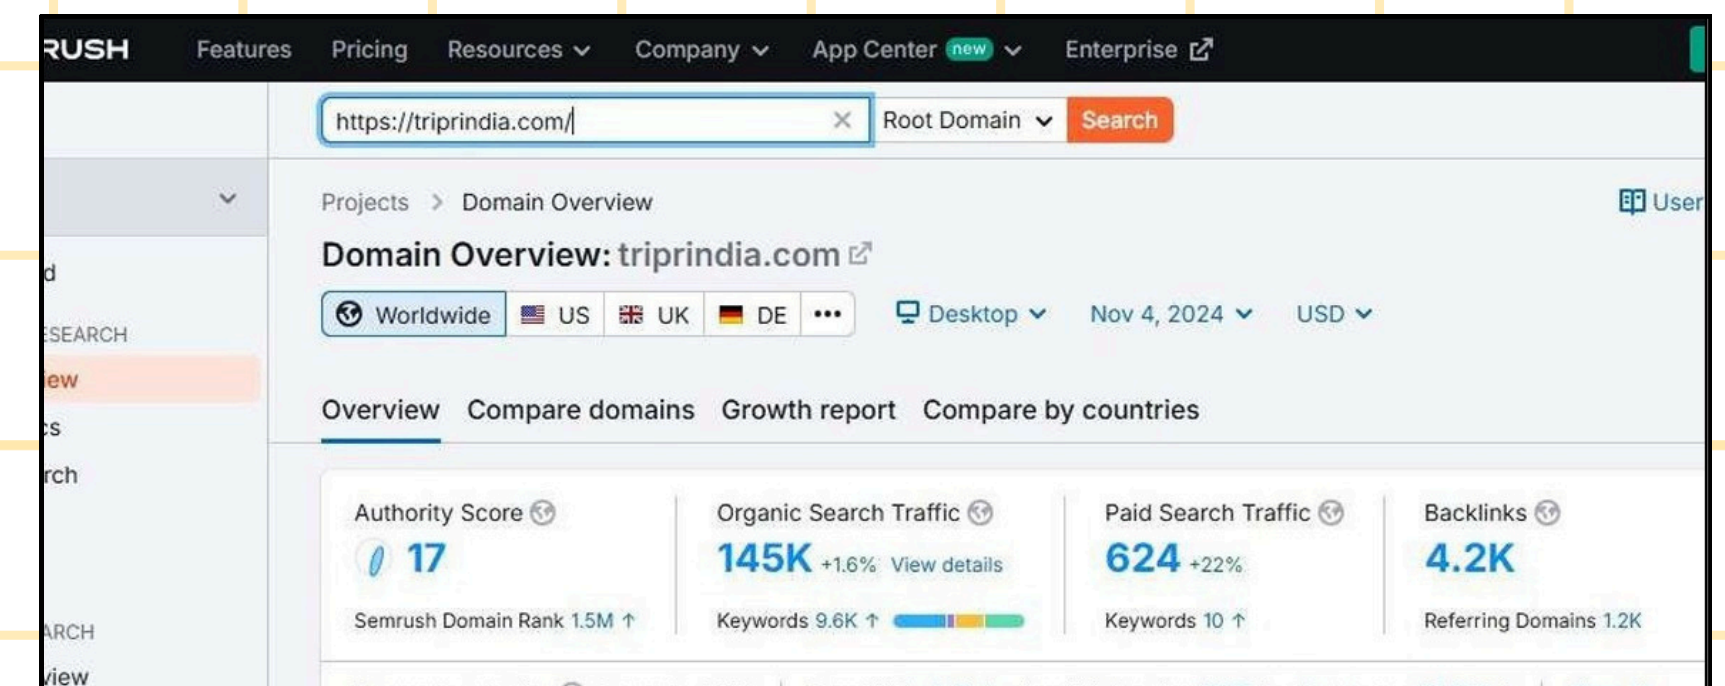 RUSH Features Pricing Resources Company App Center new Enterprise
https://triprindia.com/ Root Domain Search
Projects > Domain Overview User
Domain Overview: triprindia.com
d
Worldwide US UK DE ••• Desktop Nov 4, 2024 USD
ESEARCH
iew
Overview Compare domains Growth report Compare by countries
cs
rch
Authority Score Organic Search Traffic Paid Search Traffic Backlinks
17 145K +1.6% View details 624 +22% 4.2K
Semrush Domain Rank 1.5M ↑ Keywords 9.6K ↑ Keywords 10 ↑ Referring Domains 1.2K
ARCH
view